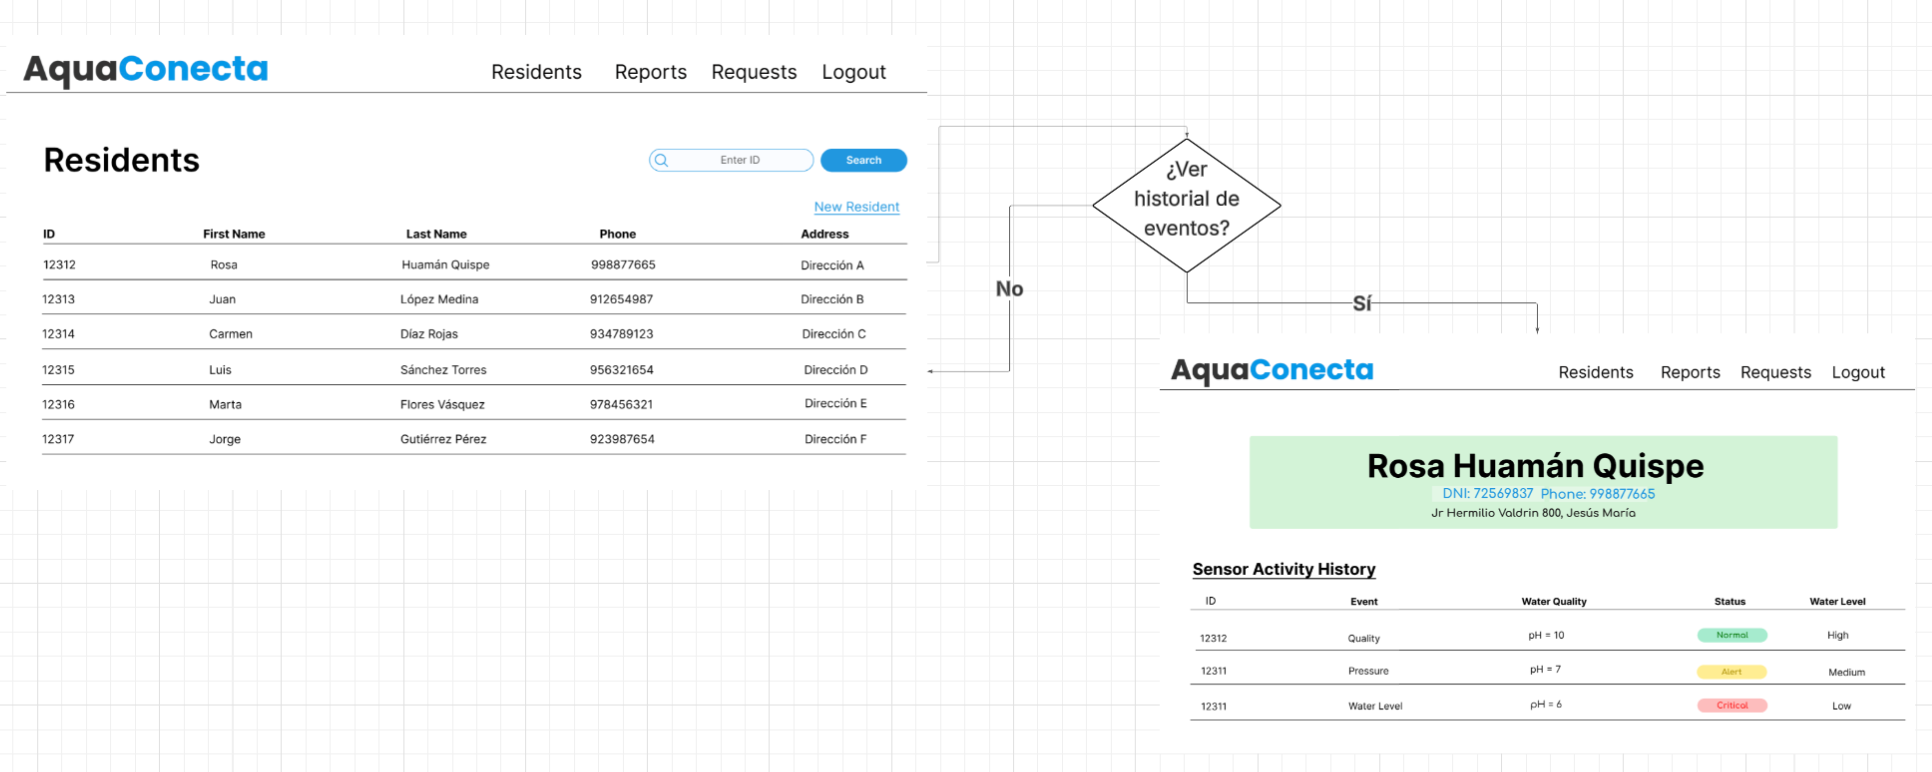 AquaConecta
Residents Reports Requests Logout
Residents
Enter ID Search
New Resident
ID First Name Last Name Phone Address
12312 Rosa Huamán Quispe 998877665 Dirección A
12313 Juan López Medina 912654987 Dirección B
12314 Carmen Díaz Rojas 934789123 Dirección C
12315 Luis Sánchez Torres 956321654 Dirección D
12316 Marta Flores Vásquez 978456321 Dirección E
12317 Jorge Gutiérrez Pérez 923987654 Dirección F
¿Ver
historial de
eventos?
No
Sí
AquaConecta
Residents Reports Requests Logout
Rosa Huamán Quispe
DNI: 72569837 Phone: 998877665
Jr Hermilio Valdrin 800, Jesús María
Sensor Activity History
ID Event Water Quality Status Water Level
12312 Quality pH = 10 Normal High
12311 Pressure pH = 7 Alert Medium
12311 Water Level pH = 6 Critical Low